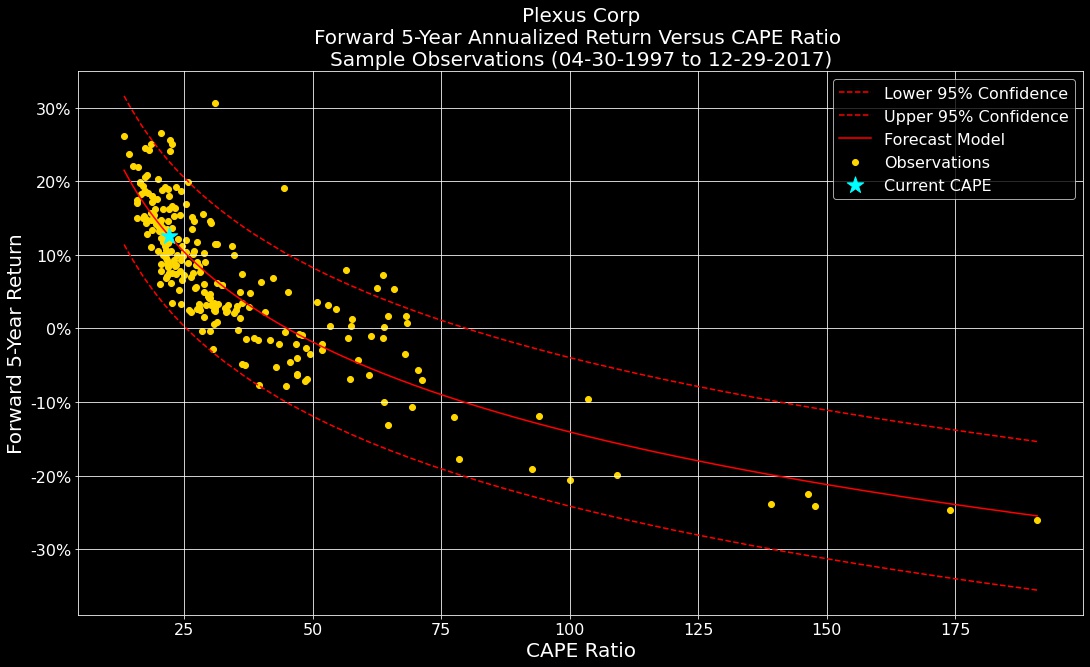 Plexus Corp
Forward 5-Year Annualized Return Versus CAPE Ratio
Sample Observations (04-30-1997 to 12-29-2017)
Lower 95% Confidence
Upper 95% Confidence
Forecast Model
Observations
Current CAPE
Forward 5-Year Return
30%
20%
10%
0%
-10%
-20%
-30%
25 50 75 100 125 150 175
CAPE Ratio